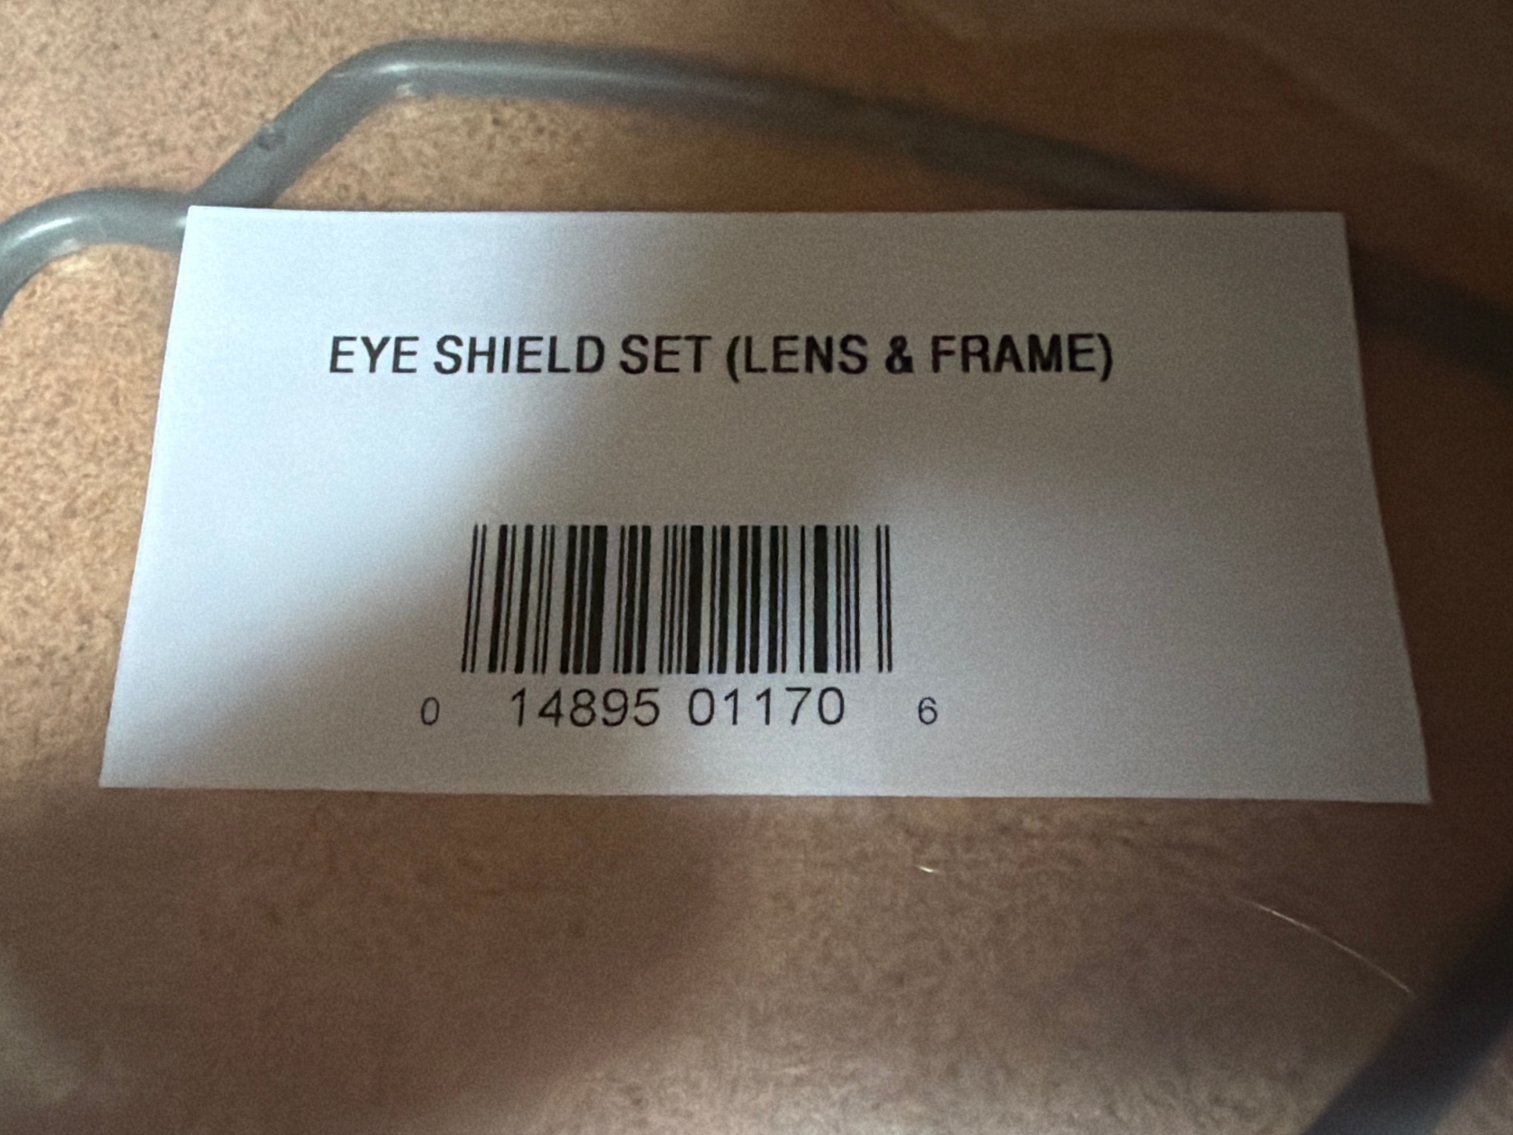 EYE SHIELD SET (LENS & FRAME)
0 14895 01170 6